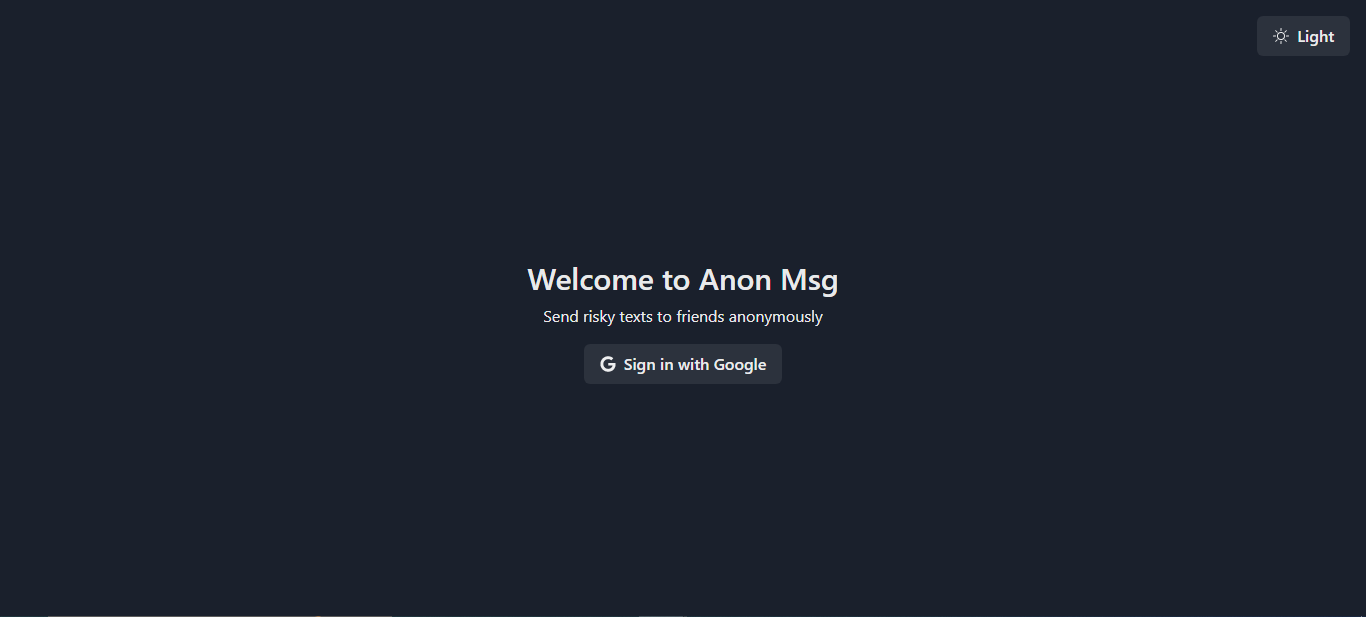 Light
Welcome to Anon Msg
Send risky texts to friends anonymously
Sign in with Google